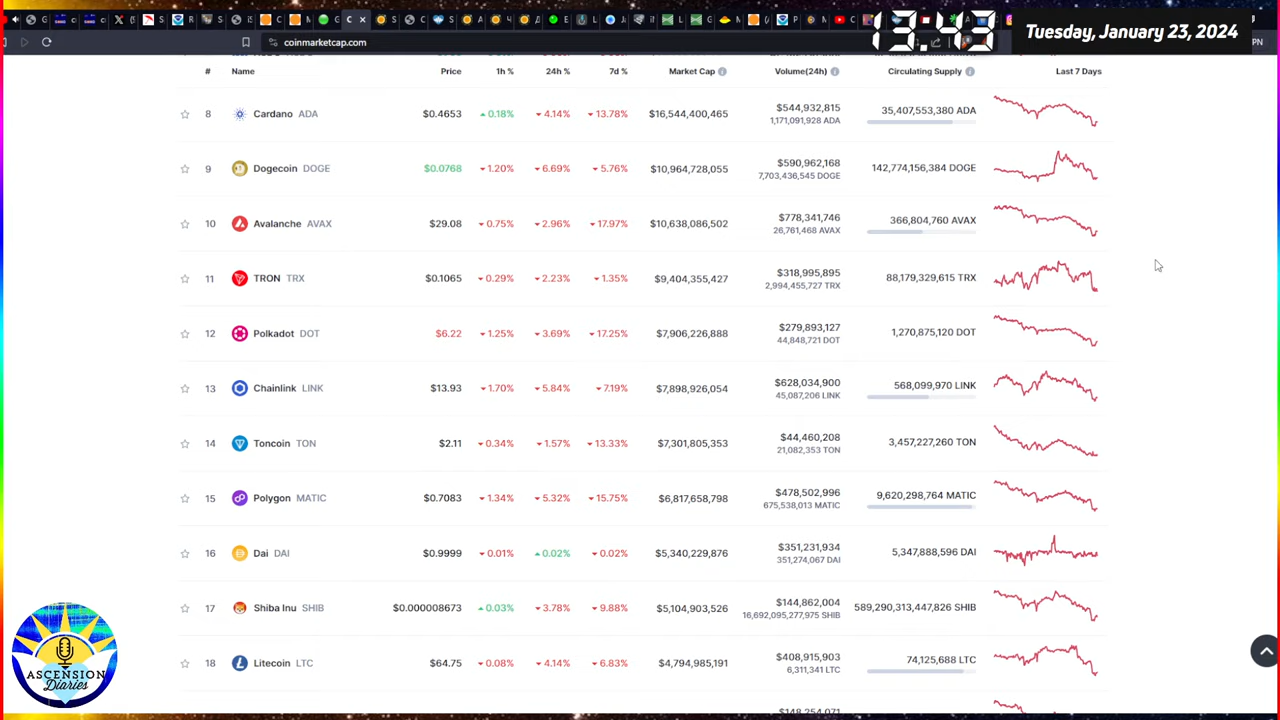 13:43
Tuesday, January 23, 2024
coinmarketcap.com
# Name Price 1h % 24h % 7d % Market Cap Volume(24h) Circulating Supply Last 7 Days
8 Cardano ADA $0.4653 0.18% 4.14% 13.78% $16,544,400,465 $544,932,815 35,407,553,380 ADA
1,171,091,928 ADA
9 Dogecoin DOGE $0.0768 1.20% 6.69% 5.76% $10,964,728,055 $590,962,168 142,774,156,384 DOGE
7,703,436,545 DOGE
10 Avalanche AVAX $29.08 0.75% 2.96% 17.97% $10,638,086,502 $778,341,746 366,804,760 AVAX
26,761,468 AVAX
11 TRON TRX $0.1065 0.29% 2.23% 1.35% $9,404,355,427 $318,995,895 88,179,329,615 TRX
2,994,455,727 TRX
12 Polkadot DOT $6.22 1.25% 3.69% 17.25% $7,906,226,888 $279,893,127 1,270,875,120 DOT
44,848,721 DOT
13 Chainlink LINK $13.93 1.70% 5.84% 7.19% $7,898,926,054 $628,034,900 568,099,970 LINK
45,087,206 LINK
14 Toncoin TON $2.11 0.34% 1.57% 13.33% $7,301,805,353 $44,460,208 3,457,227,260 TON
21,082,353 TON
15 Polygon MATIC $0.7083 1.34% 5.32% 15.75% $6,817,658,798 $478,502,996 9,620,298,764 MATIC
675,538,013 MATIC
16 Dai DAI $0.9999 0.01% 0.02% 0.02% $5,340,229,876 $351,231,934 5,347,888,596 DAI
351,274,067 DAI
17 Shiba Inu SHIB $0.000008673 0.03% 3.78% 9.88% $5,104,903,526 $144,862,004 589,290,313,447,826 SHIB
16,692,095,277,975 SHIB
18 Litecoin LTC $64.75 0.08% 4.14% 6.83% $4,794,985,191 $408,915,903 74,125,688 LTC
6,311,341 LTC
ASCENSION
Diaries